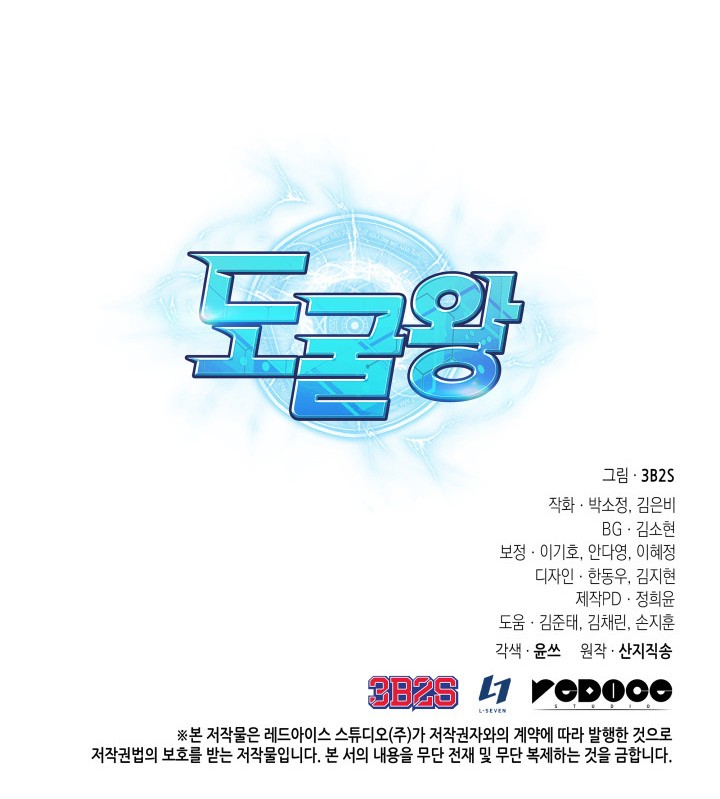 도굴왕
그림 · 3B2S
작화 · 박소정, 김은비
BG · 김소현
보정 · 이기호, 안다영, 이혜정
디자인 · 한동우, 김지현
제작PD · 정희윤
도움 · 김준태, 김채린, 손지훈
각색 · 윤쓰 원작 · 산지직송
3B2S L-SEVEN REDICE STUDIO
※본 저작물은 레드아이스 스튜디오(주)가 저작권자와의 계약에 따라 발행한 것으로
저작권법의 보호를 받는 저작물입니다. 본 서의 내용을 무단 전재 및 무단 복제하는 것을 금합니다.